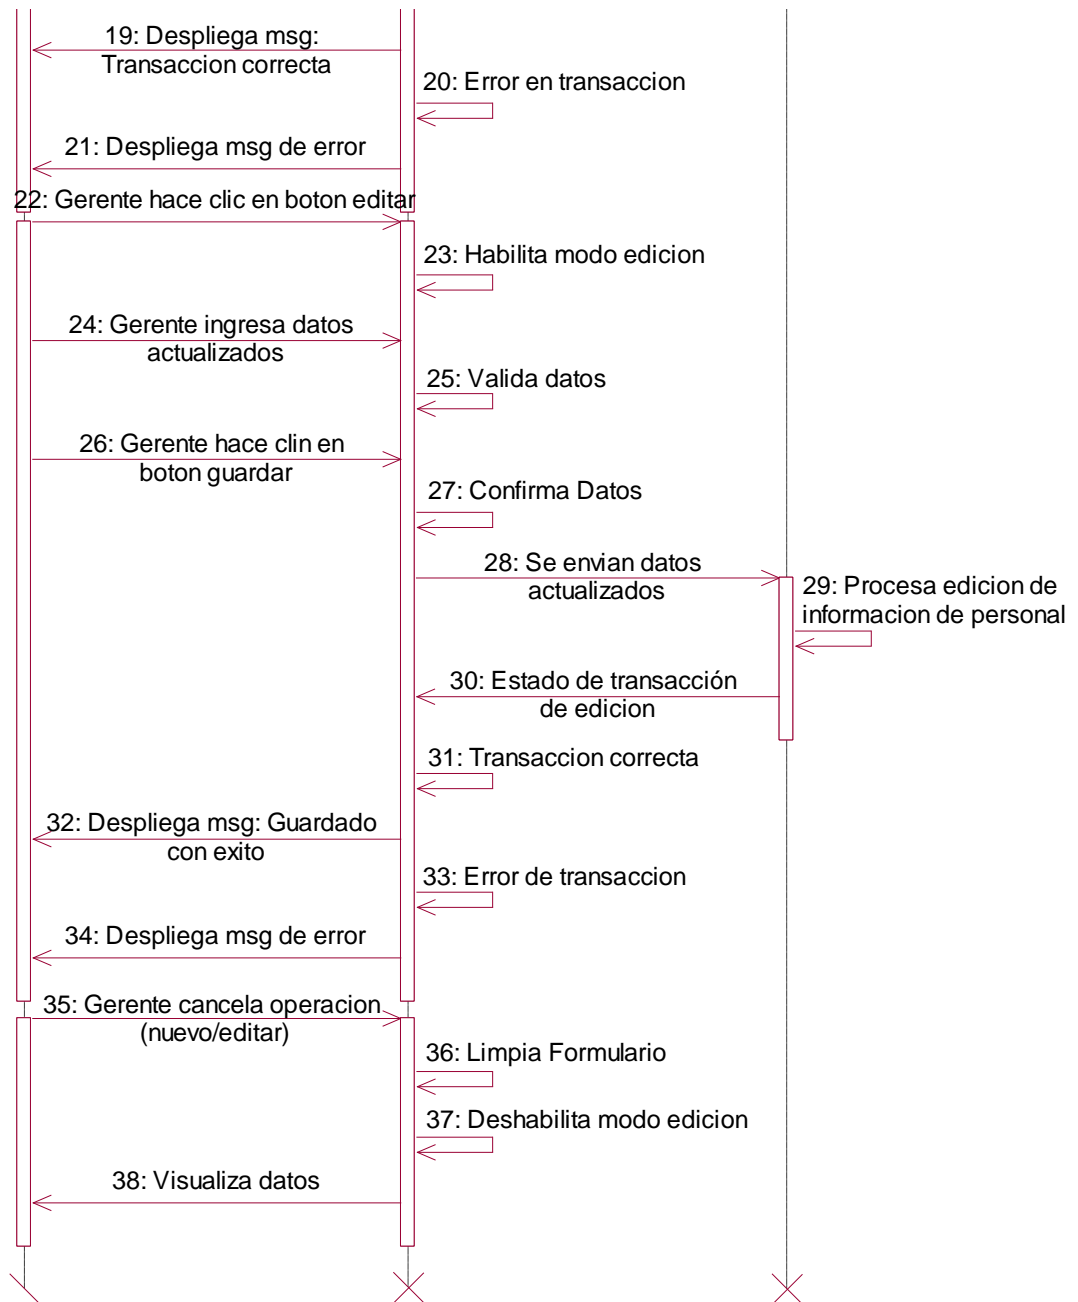 19: Despliega msg:
Transaccion correcta
20: Error en transaccion
21: Despliega msg de error
22: Gerente hace clic en boton editar
23: Habilita modo edicion
24: Gerente ingresa datos
actualizados
25: Valida datos
26: Gerente hace clin en
boton guardar
27: Confirma Datos
28: Se envian datos
actualizados
29: Procesa edicion de
informacion de personal
30: Estado de transacción
de edicion
31: Transaccion correcta
32: Despliega msg: Guardado
con exito
33: Error de transaccion
34: Despliega msg de error
35: Gerente cancela operacion
(nuevo/editar)
36: Limpia Formulario
37: Deshabilita modo edicion
38: Visualiza datos